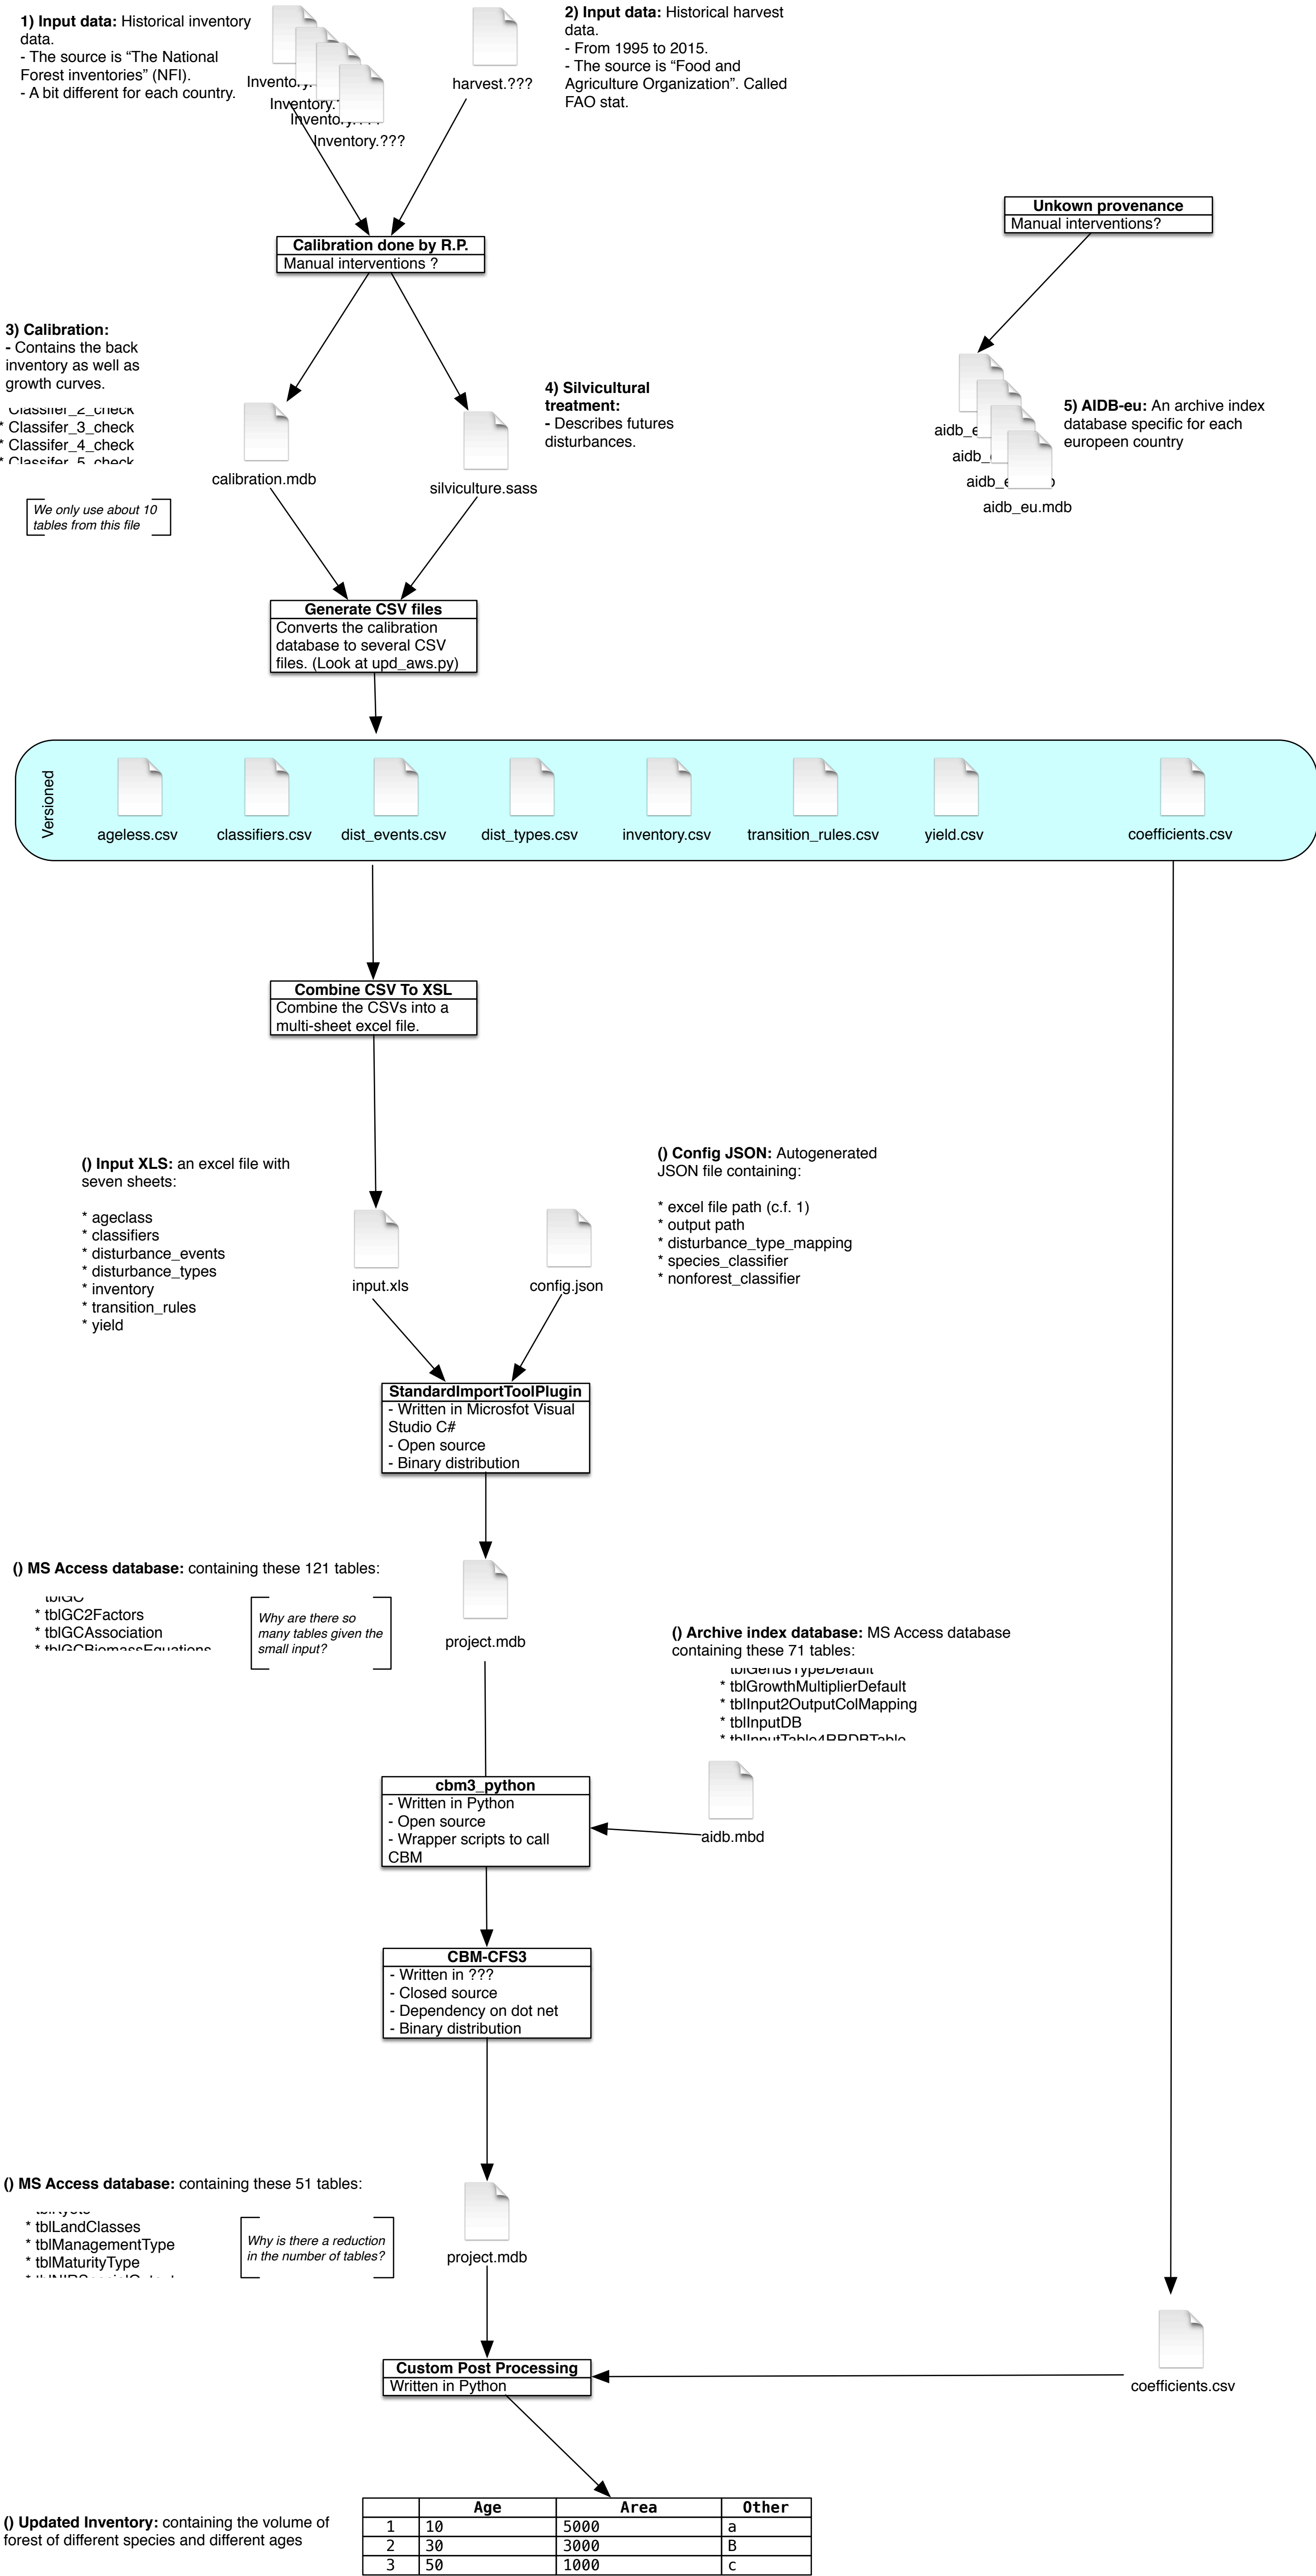 1) Input data: Historical inventory
data.
- The source is “The National
Forest inventories” (NFI).
- A bit different for each country.
Inventory.
Inventory.
Inventory.???
Inventory.???
harvest.???
2) Input data: Historical harvest
data.
- From 1995 to 2015.
- The source is “Food and
Agriculture Organization”. Called
FAO stat.
Unkown provenance
Manual interventions?
Calibration done by R.P.
Manual interventions ?
3) Calibration:
- Contains the back
inventory as well as
growth curves.
Classifer_2_check
* Classifer_3_check
* Classifer_4_check
* Classifer_5_check
We only use about 10
tables from this file
calibration.mdb
4) Silvicultural
treatment:
- Describes futures
disturbances.
silviculture.sass
aidb_e
aidb_
aidb_e
aidb_eu.mdb
5) AIDB-eu: An archive index
database specific for each
europeen country
Generate CSV files
Converts the calibration
database to several CSV
files. (Look at upd_aws.py)
Versioned
ageless.csv
classifiers.csv
dist_events.csv
dist_types.csv
inventory.csv
transition_rules.csv
yield.csv
coefficients.csv
Combine CSV To XSL
Combine the CSVs into a
multi-sheet excel file.
() Input XLS: an excel file with
seven sheets:
* ageclass
* classifiers
* disturbance_events
* disturbance_types
* inventory
* transition_rules
* yield
input.xls
config.json
() Config JSON: Autogenerated
JSON file containing:
* excel file path (c.f. 1)
* output path
* disturbance_type_mapping
* species_classifier
* nonforest_classifier
StandardImportToolPlugin
- Written in Microsfot Visual
Studio C#
- Open source
- Binary distribution
() MS Access database: containing these 121 tables:
tblGC
* tblGC2Factors
* tblGCAssociation
* tblGCBiomassEquations
Why are there so
many tables given the
small input?
project.mdb
() Archive index database: MS Access database
containing these 71 tables:
tblGenusTypeDefault
* tblGrowthMultiplierDefault
* tblInput2OutputColMapping
* tblInputDB
* tblInputTable4RRDBTable
cbm3_python
- Written in Python
- Open source
- Wrapper scripts to call
CBM
aidb.mbd
CBM-CFS3
- Written in ???
- Closed source
- Dependency on dot net
- Binary distribution
() MS Access database: containing these 51 tables:
* tblLandClasses
* tblManagementType
* tblMaturityType
Why is there a reduction
in the number of tables?
project.mdb
Custom Post Processing
Written in Python
coefficients.csv
() Updated Inventory: containing the volume of
forest of different species and different ages
Age Area Other
1 10 5000 a
2 30 3000 B
3 50 1000 c